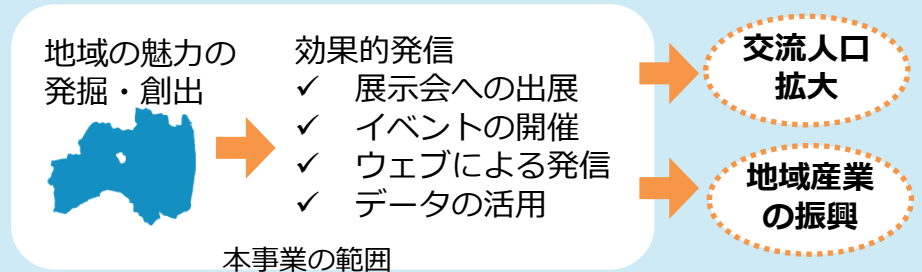 地域の魅力の
発掘・創出
効果的発信
✓ 展示会への出展
✓ イベントの開催
✓ ウェブによる発信
✓ データの活用
本事業の範囲
交流人口
拡大
地域産業
の振興